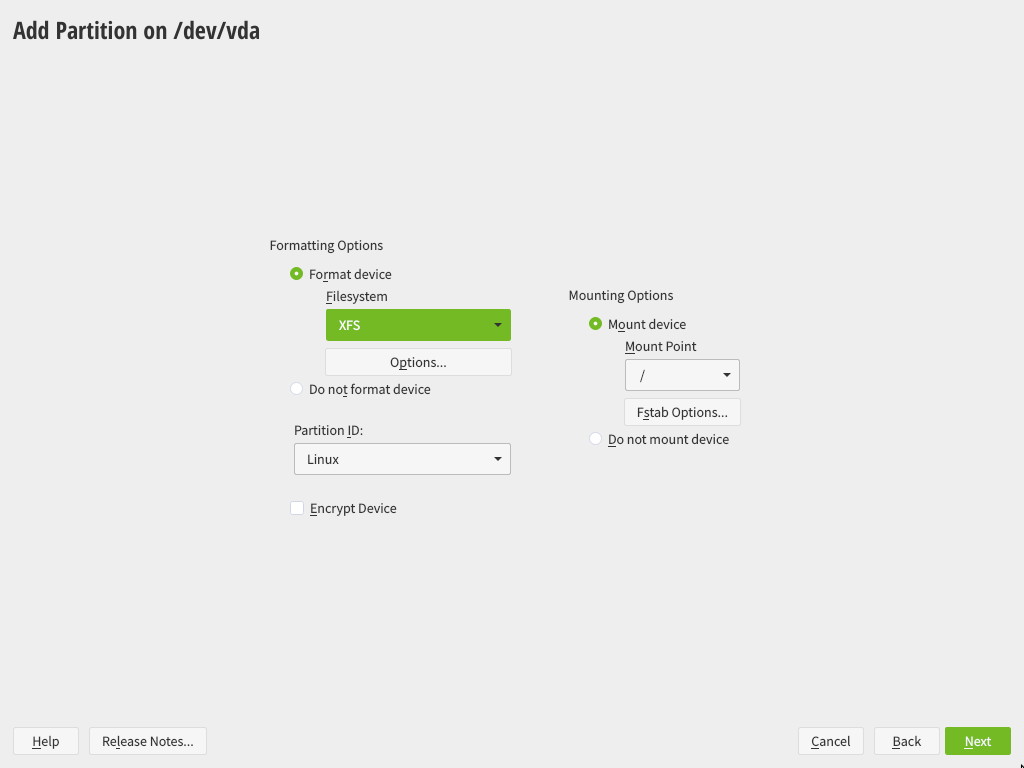 Add Partition on /dev/vda
Formatting Options
Format device
Filesystem
XFS
Options...
Do not format device
Partition ID:
Linux
Encrypt Device
Mounting Options
Mount device
Mount Point
/
Fstab Options...
Do not mount device
Help
Release Notes...
Cancel
Back
Next